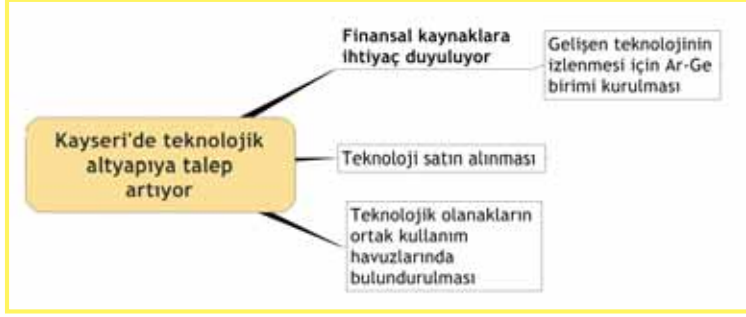 Finansal kaynaklara
ihtiyaç duyuluyor
Gelişen teknolojinin
izlenmesi için Ar-Ge
birimi kurulması
Kayseri'de teknolojik
altyapıya talep
artıyor
Teknoloji satın alınması
Teknolojik olanakların
ortak kullanım
havuzlarında
bulundurulması